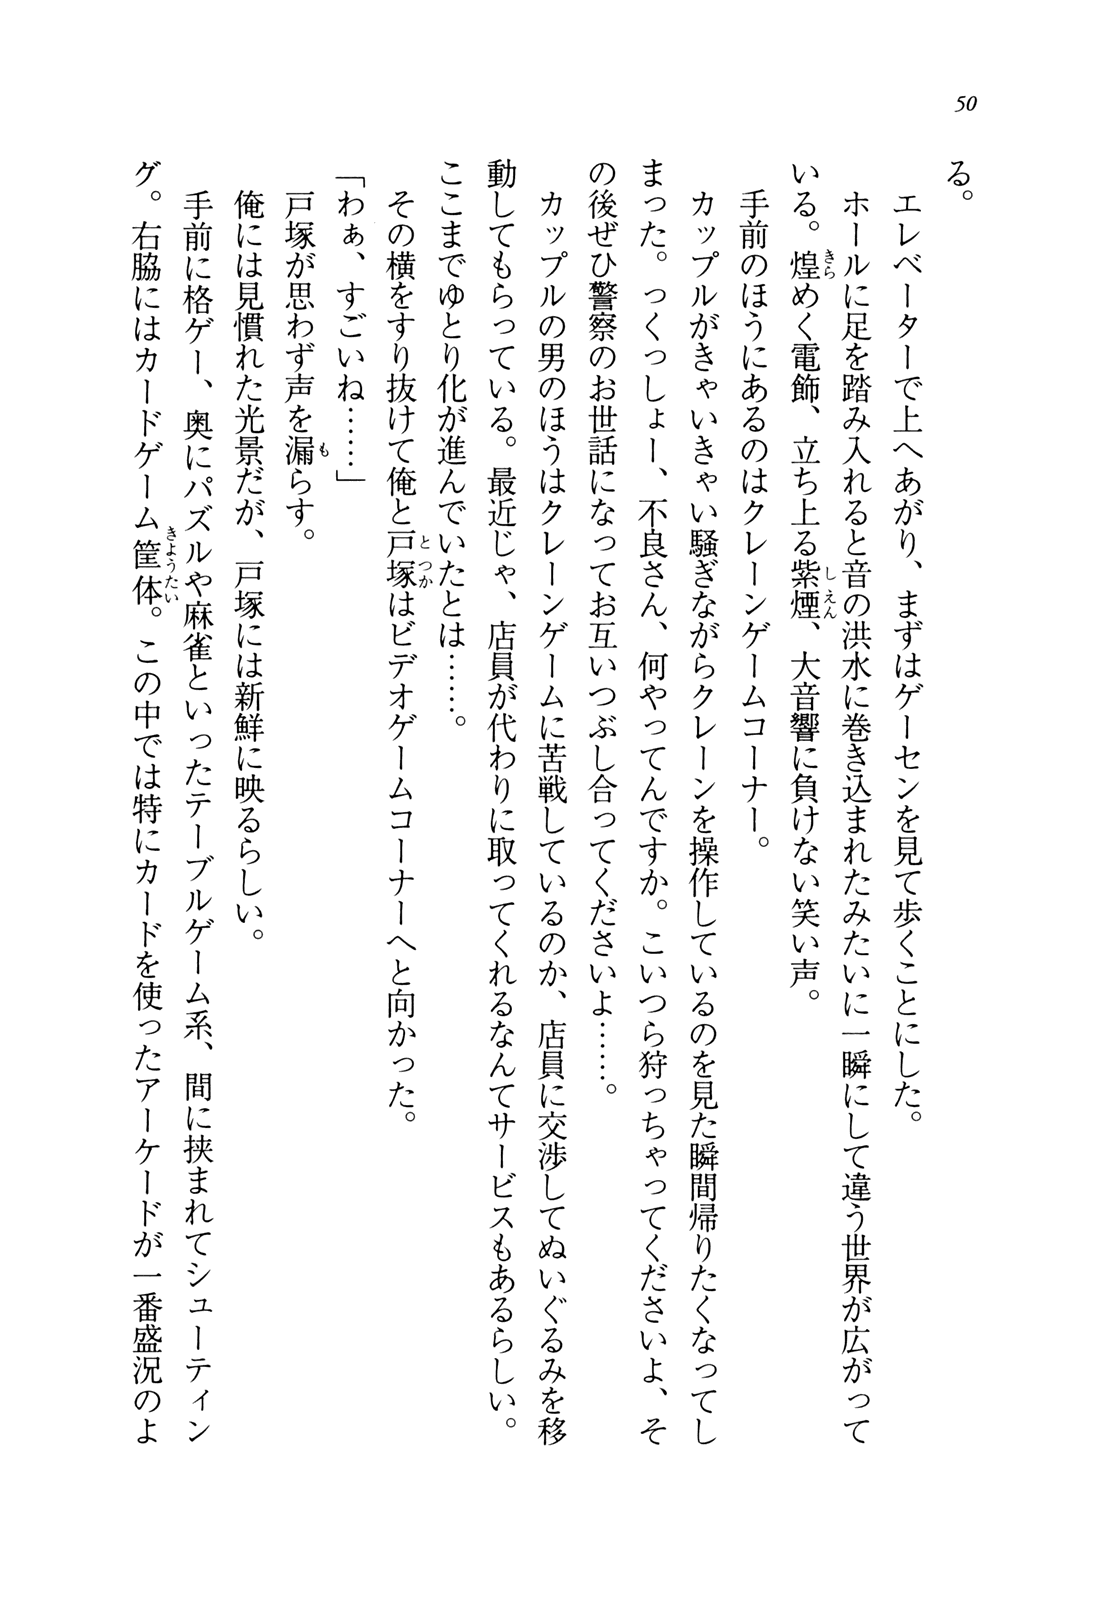 50
る。
エレベーターで上へあがり、まずはゲーセンを見て歩くことにした。
ホールに足を踏み入れると音の洪水に巻き込まれたみたいに一瞬にして違う世界が広がって
いる。煌めく電飾、立ち上る紫煙、大音響に負けない笑い声。
手前のほうにあるのはクレーンゲームコーナー。
カップルがきゃいきゃい騒ぎながらクレーンを操作しているのを見た瞬間帰りたくなってし
まった。っくっしょー、不良さん、何やってんですか。こいつら狩っちゃってくださいよ、そ
の後ぜひ警察のお世話になってお互いつぶし合ってくださいよ……。
カップルの男のほうはクレーンゲームに苦戦しているのか、店員に交渉してぬいぐるみを移
動してもらっている。最近じゃ、店員が代わりに取ってくれるなんてサービスもあるらしい。
ここまでゆとり化が進んでいたとは……。
その横をすり抜けて俺と戸塚はビデオゲームコーナーへと向かった。
「わぁ、すごいね……」
戸塚が思わず声を漏らす。
俺には見慣れた光景だが、戸塚には新鮮に映るらしい。
手前に格ゲー、奥にパズルや麻雀といったテーブルゲーム系、間に挟まれてシューティン
グ。右脇にはカードゲーム筐体。この中では特にカードを使ったアーケードが一番盛況のよ